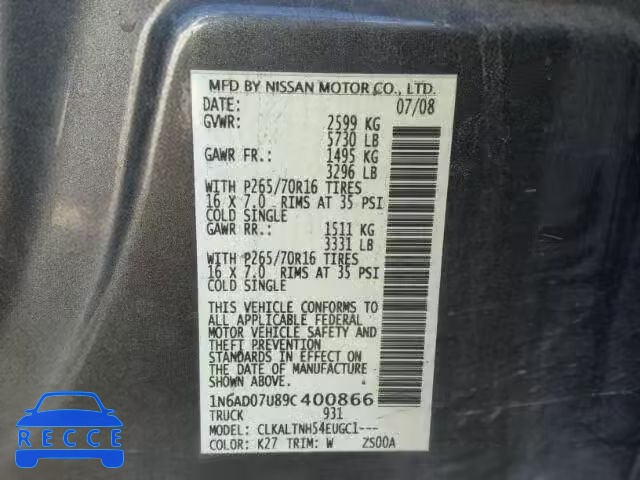 MFD BY NISSAN MOTOR CO., LTD.
DATE: 07/08
GVWR: 2599 KG
5730 LB
GAWR FR.: 1495 KG
3296 LB
WITH P265/70R16 TIRES
16 X 7.0 RIMS AT 35 PSI
COLD SINGLE
GAWR RR.: 1511 KG
3331 LB
WITH P265/70R16 TIRES
16 X 7.0 RIMS AT 35 PSI
COLD SINGLE
THIS VEHICLE CONFORMS TO
ALL APPLICABLE FEDERAL
MOTOR VEHICLE SAFETY AND
THEFT PREVENTION
STANDARDS IN EFFECT ON
THE DATE OF MANUFACTURE
SHOWN ABOVE.
1N6AD07U89C400866
TRUCK 931
MODEL: CLKALTNH54EUGC1---
COLOR: K27 TRIM: W ZS00A
BIDCAR
RECCE